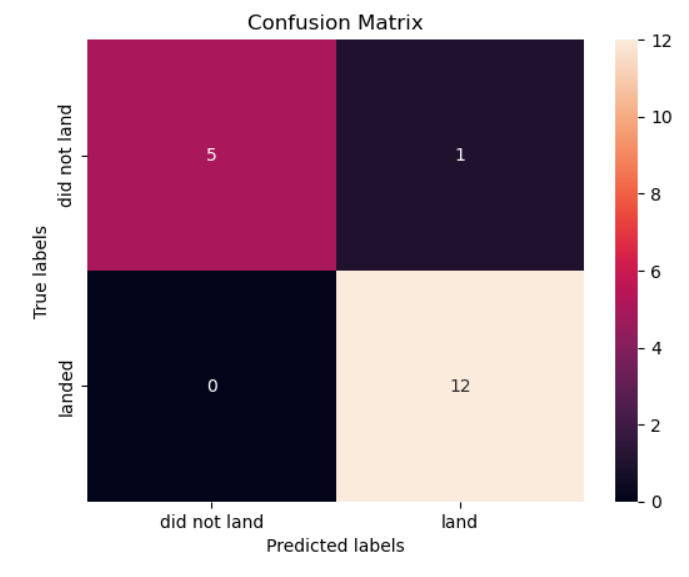 Confusion Matrix
True labels
did not land
landed
5
1
0
12
did not land
land
Predicted labels
12
10
8
6
4
2
0